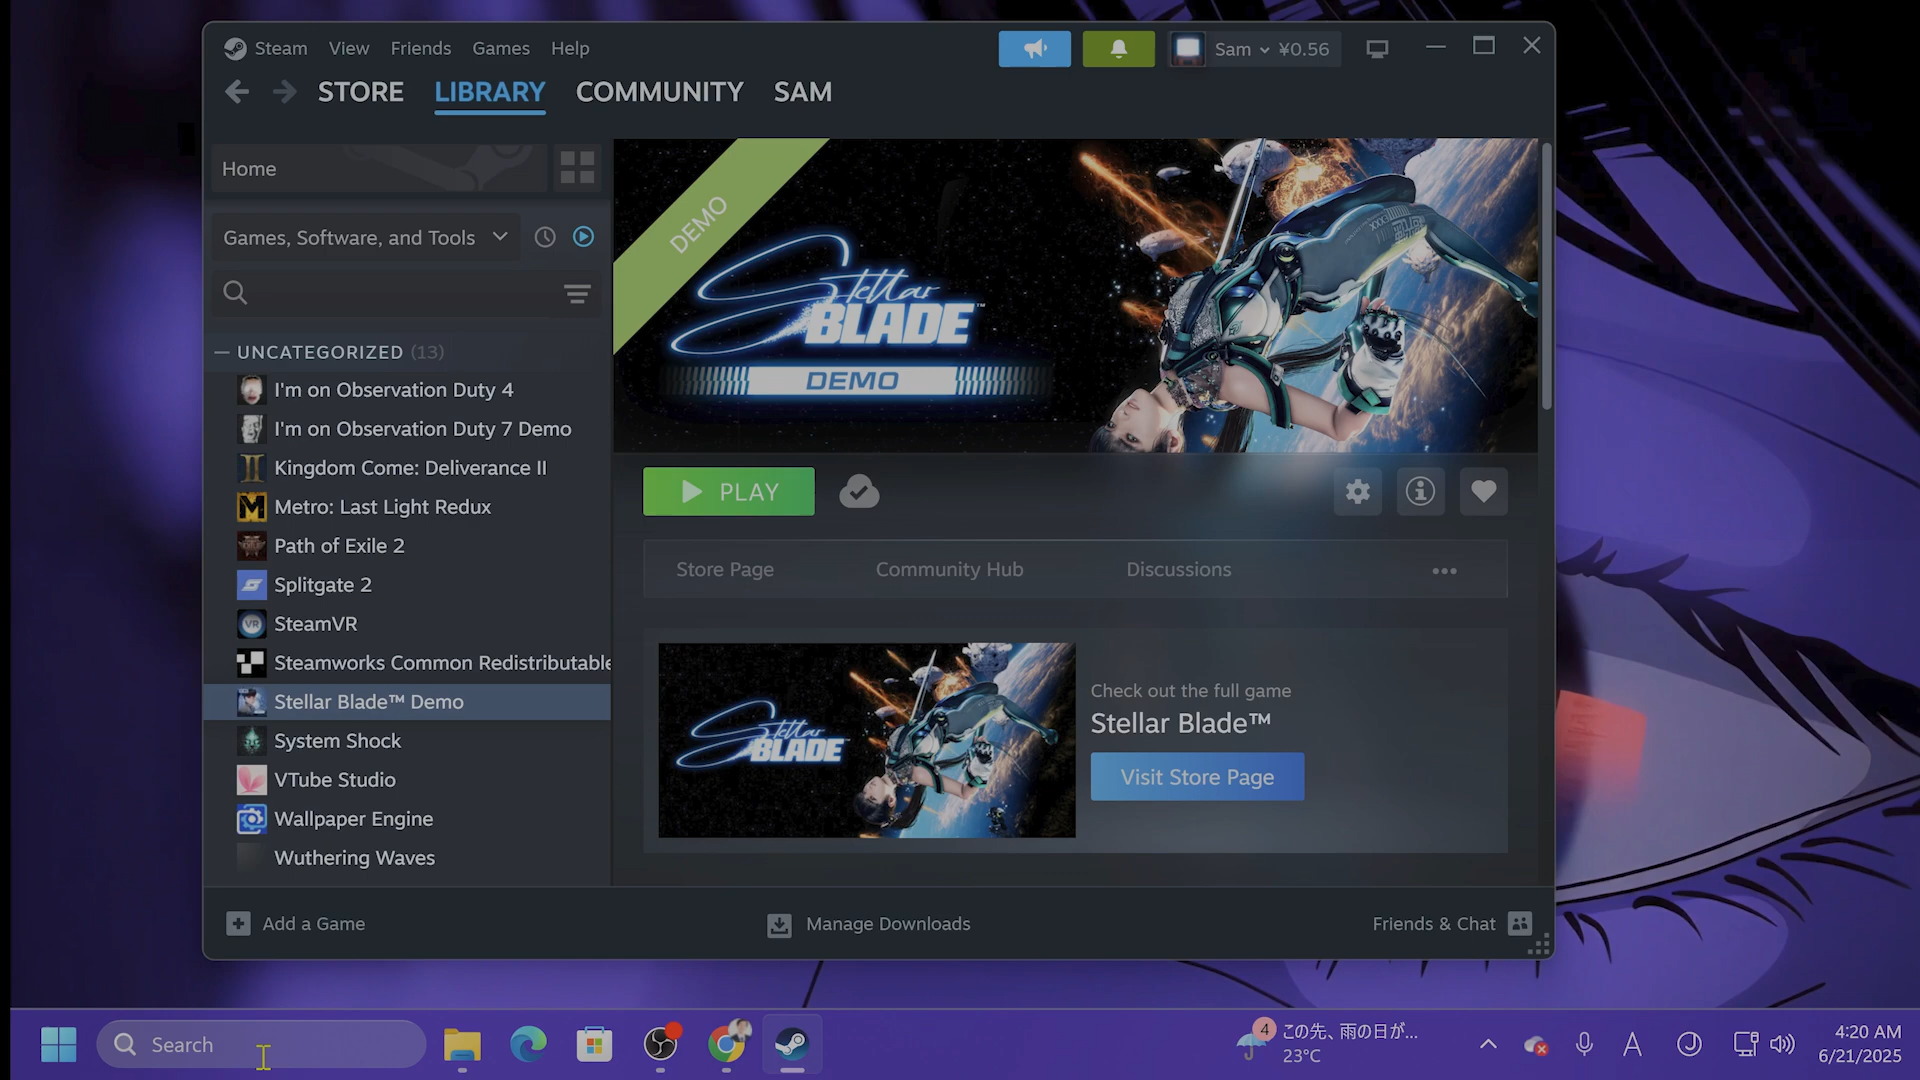 Steam View Friends Games Help
Sam ¥0.56
STORE LIBRARY COMMUNITY SAM
Home
Games, Software, and Tools
UNCATEGORIZED (13)
I'm on Observation Duty 4
I'm on Observation Duty 7 Demo
Kingdom Come: Deliverance II
Metro: Last Light Redux
Path of Exile 2
Splitgate 2
SteamVR
Steamworks Common Redistributable
Stellar Blade™ Demo
System Shock
VTube Studio
Wallpaper Engine
Wuthering Waves
DEMO
Stellar
BLADE™
DEMO
PLAY
Store Page Community Hub Discussions
Stellar
BLADE
Check out the full game
Stellar Blade™
Visit Store Page
Add a Game
Manage Downloads
Friends & Chat
Search
4
この先、雨の日が...
23°C
A
4:20 AM
6/21/2025